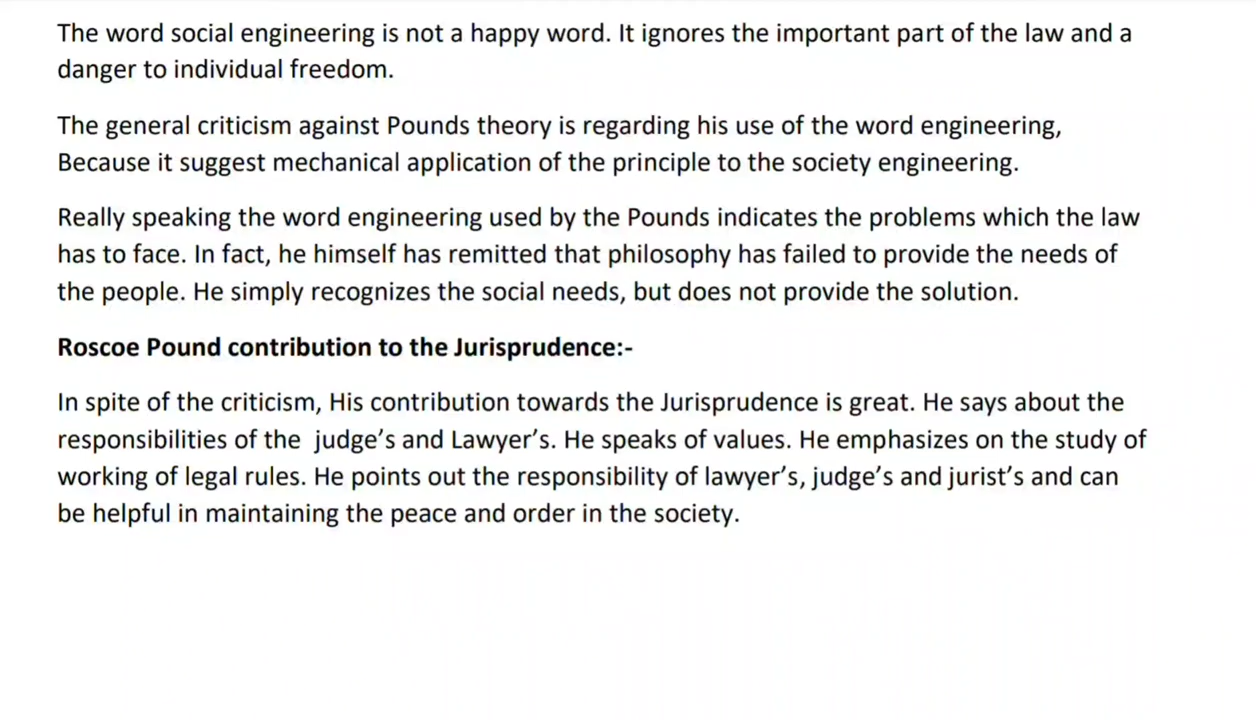 The word social engineering is not a happy word. It ignores the important part of the law and a
danger to individual freedom.
The general criticism against Pounds theory is regarding his use of the word engineering,
Because it suggest mechanical application of the principle to the society engineering.
Really speaking the word engineering used by the Pounds indicates the problems which the law
has to face. In fact, he himself has remitted that philosophy has failed to provide the needs of
the people. He simply recognizes the social needs, but does not provide the solution.
Roscoe Pound contribution to the Jurisprudence:-
In spite of the criticism, His contribution towards the Jurisprudence is great. He says about the
responsibilities of the  judge’s and Lawyer’s. He speaks of values. He emphasizes on the study of
working of legal rules. He points out the responsibility of lawyer’s, judge’s and jurist’s and can
be helpful in maintaining the peace and order in the society.